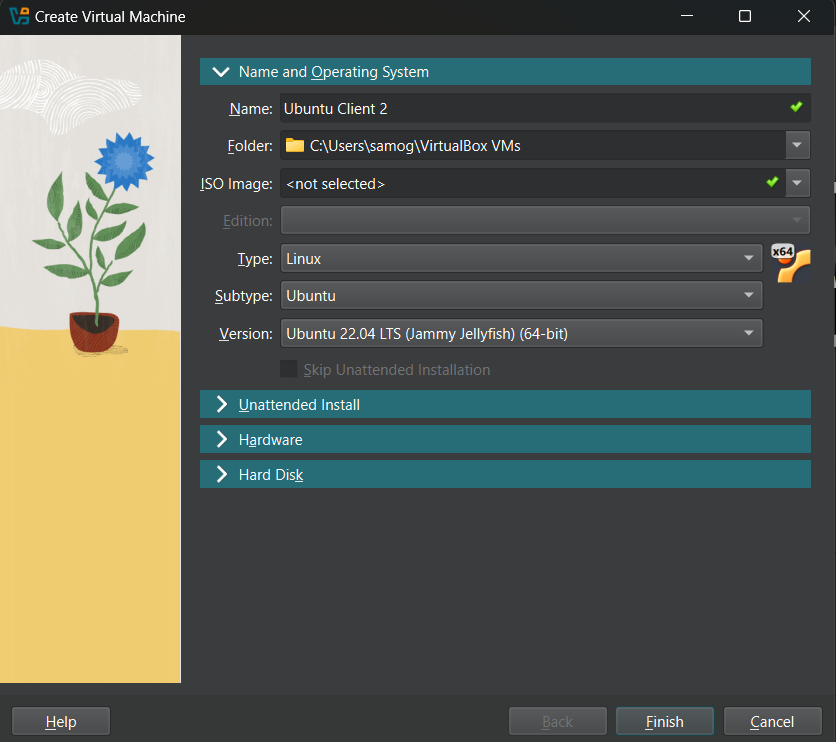 Create Virtual Machine
Name and Operating System
Name: Ubuntu Client 2
Folder: C:\Users\samog\VirtualBox VMs
ISO Image: <not selected>
Edition:
Type: Linux
x64
Subtype: Ubuntu
Version: Ubuntu 22.04 LTS (Jammy Jellyfish) (64-bit)
Skip Unattended Installation
Unattended Install
Hardware
Hard Disk
Help Back Finish Cancel